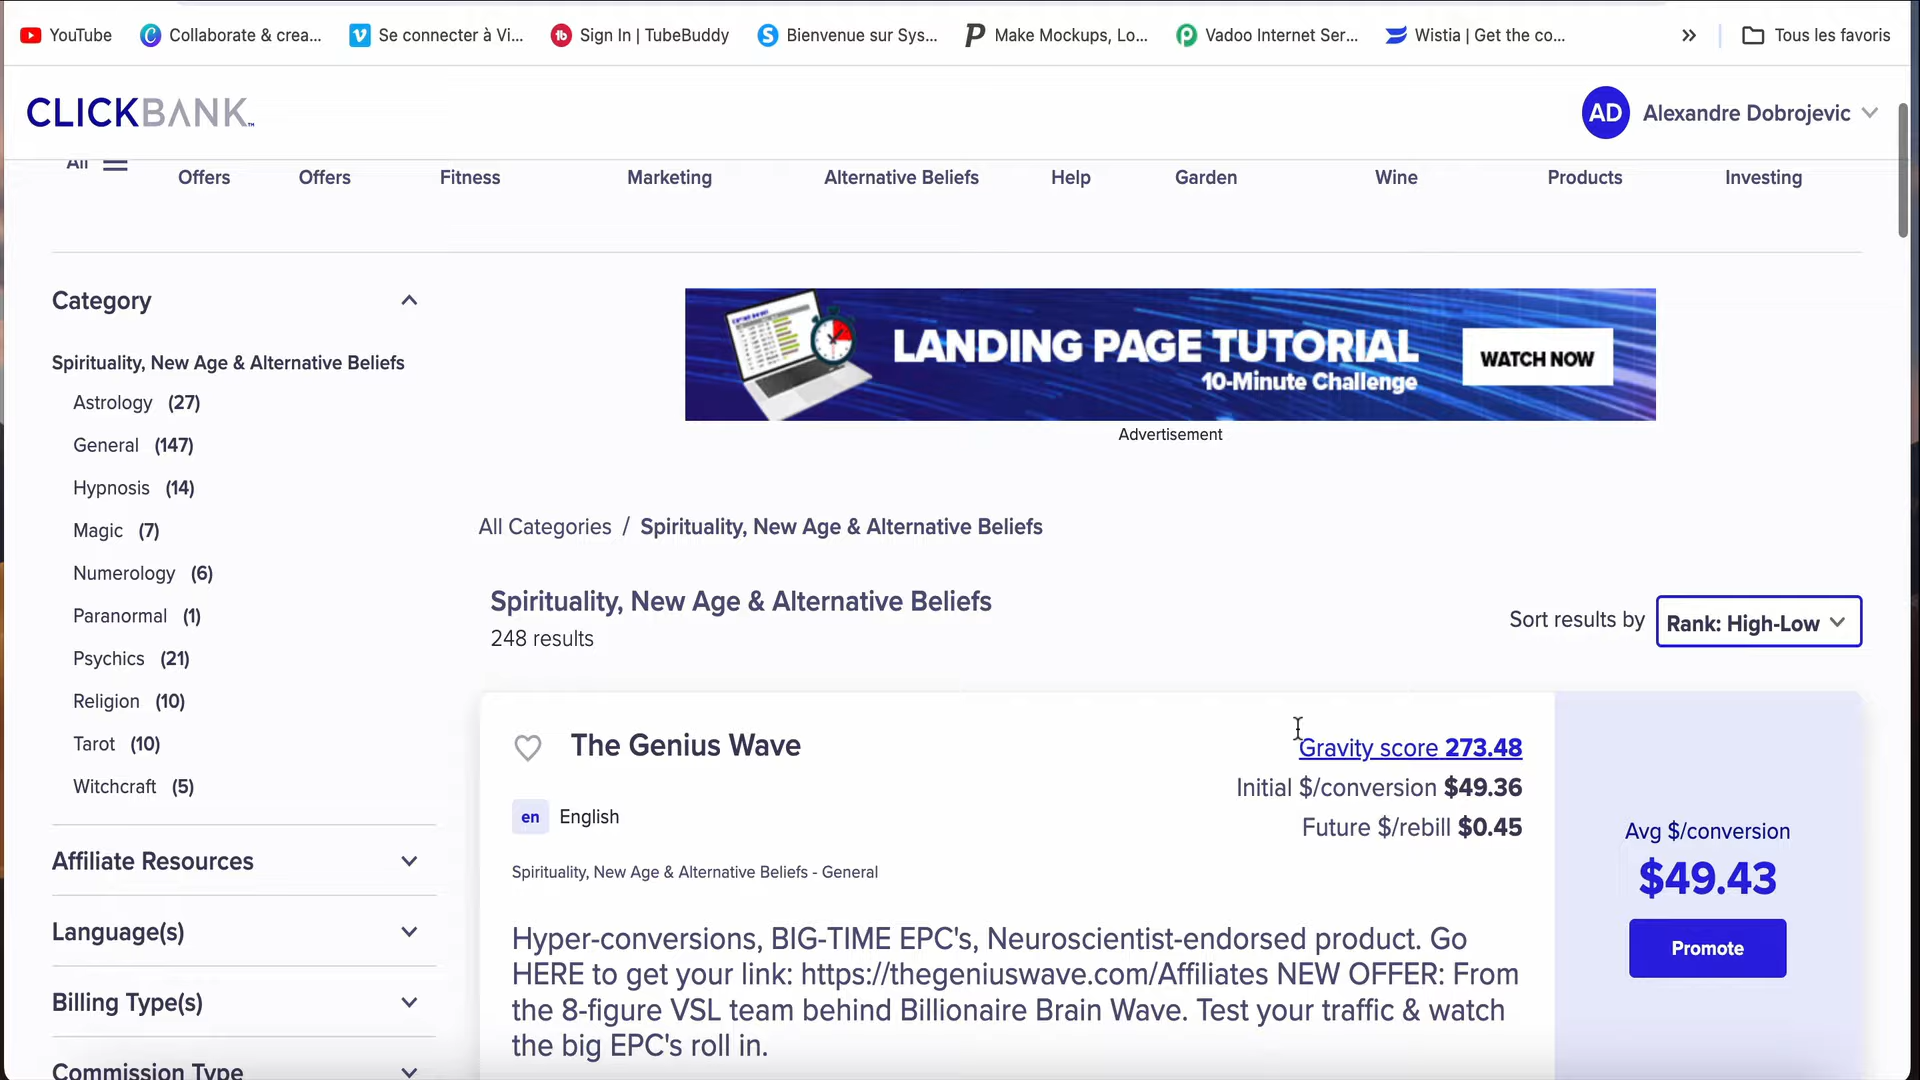 YouTube
Collaborate & crea...
Se connecter à Vi...
Sign In | TubeBuddy
Bienvenue sur Sys...
Make Mockups, Lo...
Vadoo Internet Ser...
Wistia | Get the co...
Tous les favoris
CLICKBANK
AD Alexandre Dobrojevic
All
Offers
Offers
Fitness
Marketing
Alternative Beliefs
Help
Garden
Wine
Products
Investing
Category
Spirituality, New Age & Alternative Beliefs
Astrology (27)
General (147)
Hypnosis (14)
Magic (7)
Numerology (6)
Paranormal (1)
Psychics (21)
Religion (10)
Tarot (10)
Witchcraft (5)
Affiliate Resources
Language(s)
Billing Type(s)
Commission Type
LANDING PAGE TUTORIAL
10-Minute Challenge
WATCH NOW
Advertisement
All Categories / Spirituality, New Age & Alternative Beliefs
Spirituality, New Age & Alternative Beliefs
248 results
Sort results by Rank: High-Low
The Genius Wave
en English
Spirituality, New Age & Alternative Beliefs - General
Gravity score 273.48
Initial $/conversion $49.36
Future $/rebill $0.45
Hyper-conversions, BIG-TIME EPC's, Neuroscientist-endorsed product. Go
HERE to get your link: https://thegeniuswave.com/Affiliates NEW OFFER: From
the 8-figure VSL team behind Billionaire Brain Wave. Test your traffic & watch
the big EPC's roll in.
Avg $/conversion
$49.43
Promote